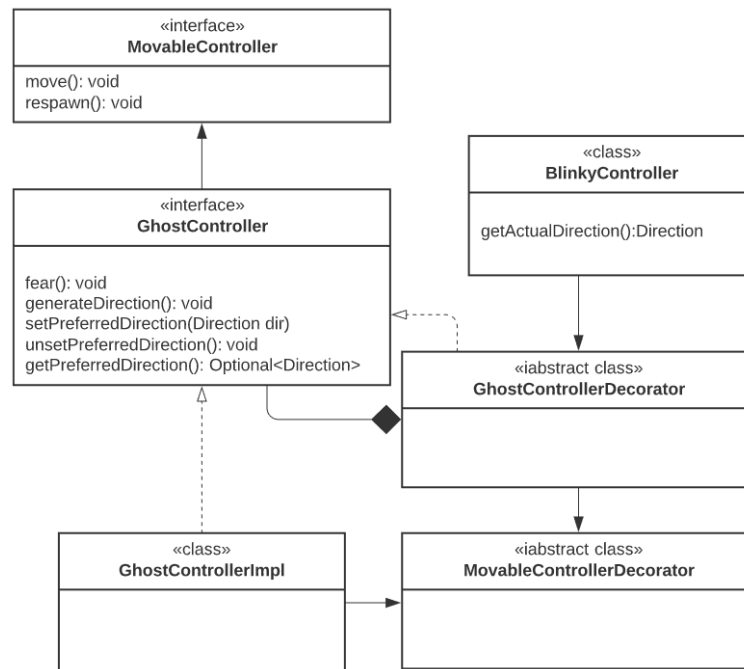 «interface»
MovableController
move(): void
respawn(): void
«class»
BlinkyController
getActualDirection():Direction
«interface»
GhostController
fear(): void
generateDirection(): void
setPreferredDirection(Direction dir)
unsetPreferredDirection(): void
getPreferredDirection(): Optional<Direction>
«iabstract class»
GhostControllerDecorator
«class»
GhostControllerImpl
«iabstract class»
MovableControllerDecorator